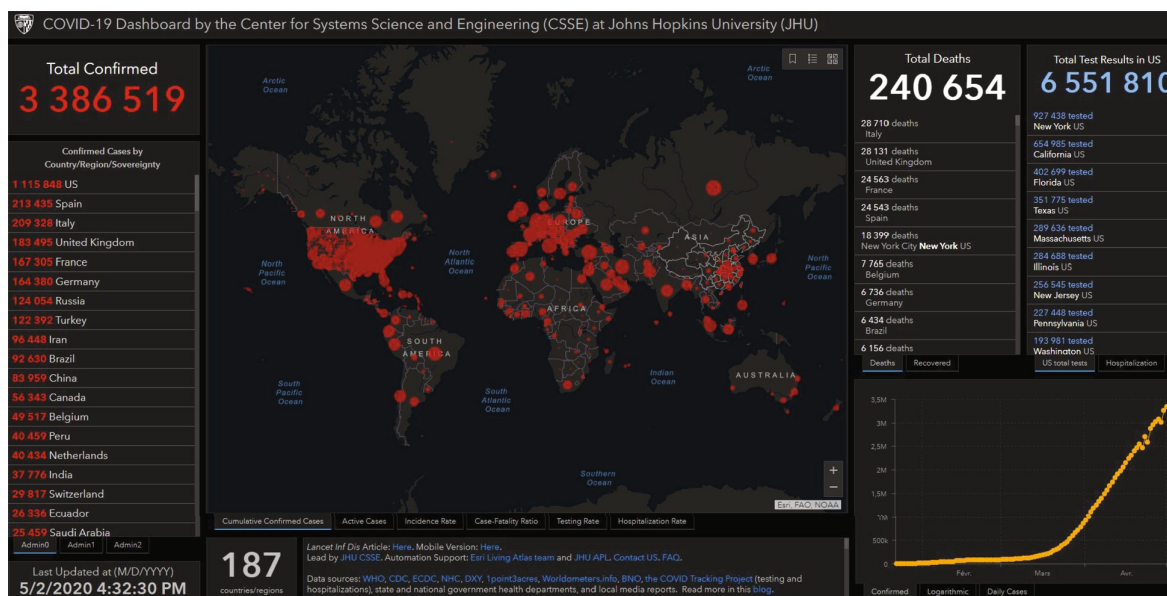 COVID-19 Dashboard by the Center for Systems Science and Engineering (CSSE) at Johns Hopkins University (JHU)
Total Confirmed
3 386 519
Confirmed Cases by
Country/Region/Sovereignty
1 115 848 US
213 435 Spain
209 328 Italy
183 495 United Kingdom
167 305 France
164 380 Germany
124 054 Russia
122 392 Turkey
96 448 Iran
92 630 Brazil
83 959 China
56 343 Canada
49 517 Belgium
40 459 Peru
40 434 Netherlands
37 776 India
29 817 Switzerland
26 336 Ecuador
25 459 Saudi Arabia
Admin0 Admin1 Admin2
Last Updated at (M/D/YYYY)
5/2/2020 4:32:30 PM
Arctic
Ocean
Arctic
Ocean
NORTH
AMERICA
EUROPE
ASIA
North
Pacific
Ocean
North
Atlantic
Ocean
North
Pacific
Ocean
AFRICA
SOUTH
AMERICA
Indian
Ocean
AUSTRALIA
South
Pacific
Ocean
South
Atlantic
Ocean
Southern
Ocean
+
−
Esri, FAO, NOAA
Cumulative Confirmed Cases Active Cases Incidence Rate Case-Fatality Ratio Testing Rate Hospitalization Rate
187
countries/regions
Lancet Inf Dis Article: Here. Mobile Version: Here.
Lead by JHU CSSE. Automation Support: Esri Living Atlas team and JHU APL. Contact US. FAQ.
Data sources: WHO, CDC, ECDC, NHC, DXY, 1point3acres, Worldometers.info, BNO, the COVID Tracking Project (testing and
hospitalizations), state and national government health departments, and local media reports. Read more in this blog.
Total Deaths
240 654
28 710 deaths
Italy
28 131 deaths
United Kingdom
24 563 deaths
France
24 543 deaths
Spain
18 399 deaths
New York City New York US
7 765 deaths
Belgium
6 736 deaths
Germany
6 434 deaths
Brazil
6 156 deaths
Deaths Recovered
Total Test Results in US
6 551 810
927 438 tested
New York US
654 985 tested
California US
402 699 tested
Florida US
351 775 tested
Texas US
289 636 tested
Massachusetts US
284 688 tested
Illinois US
256 545 tested
New Jersey US
227 448 tested
Pennsylvania US
193 981 tested
Washington US
US total tests Hospitalization
3,5M
3M
2,5M
2M
1,5M
1M
500k
0
Févr. Mars Avr.
Confirmed Logarithmic Daily Cases